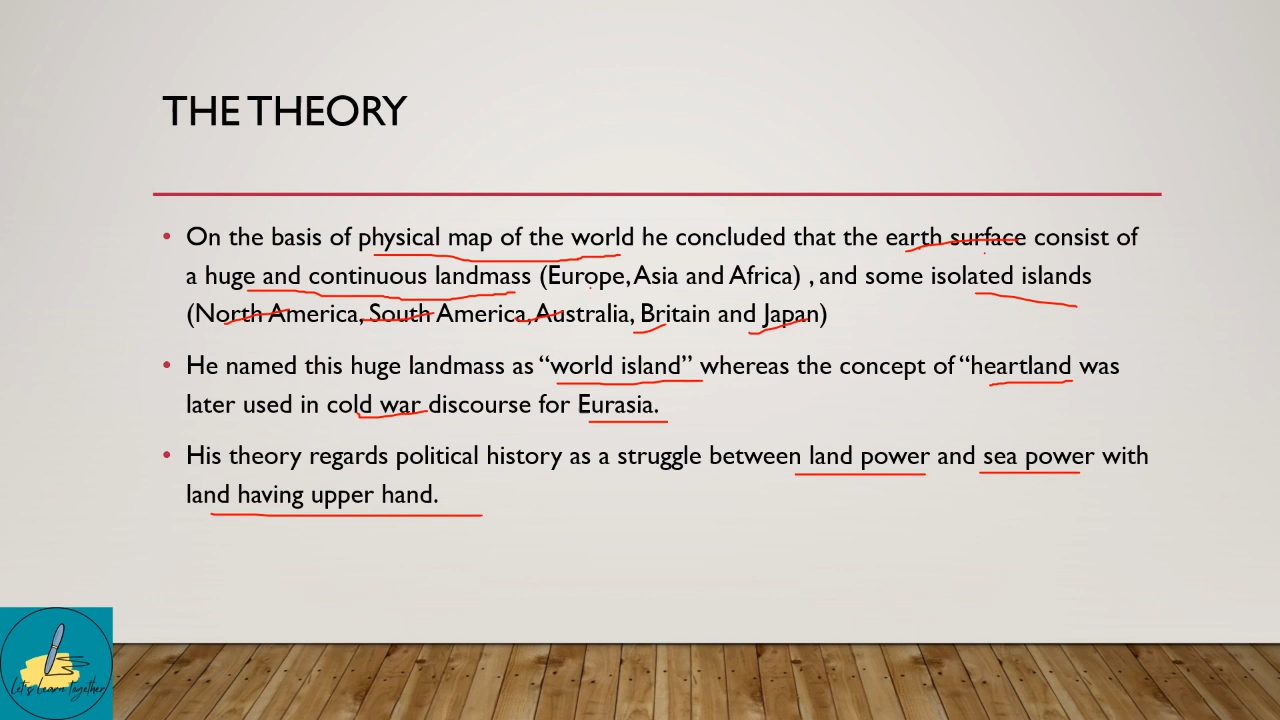 THE THEORY
• On the basis of physical map of the world he concluded that the earth surface consist of
a huge and continuous landmass (Europe, Asia and Africa) , and some isolated islands
(North America, South America, Australia, Britain and Japan)
• He named this huge landmass as “world island” whereas the concept of “heartland was
later used in cold war discourse for Eurasia.
• His theory regards political history as a struggle between land power and sea power with
land having upper hand.
Let's Learn Together